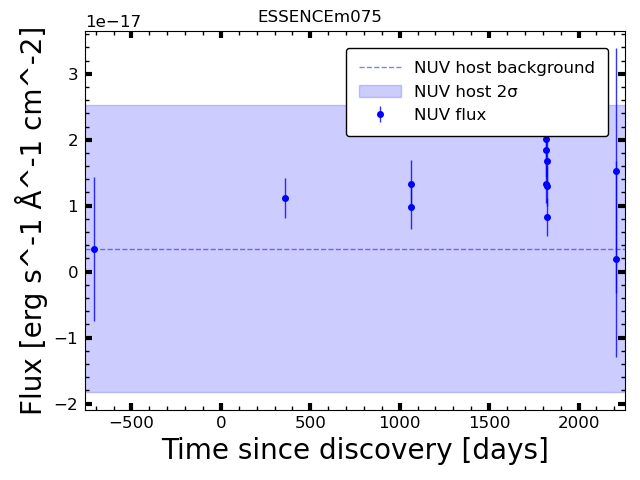 ESSENCEm075
1e−17
NUV host background
NUV host 2σ
NUV flux
3
2
1
0
−1
−2
Flux [erg s^-1 Å^-1 cm^-2]
−500 0 500 1000 1500 2000
Time since discovery [days]